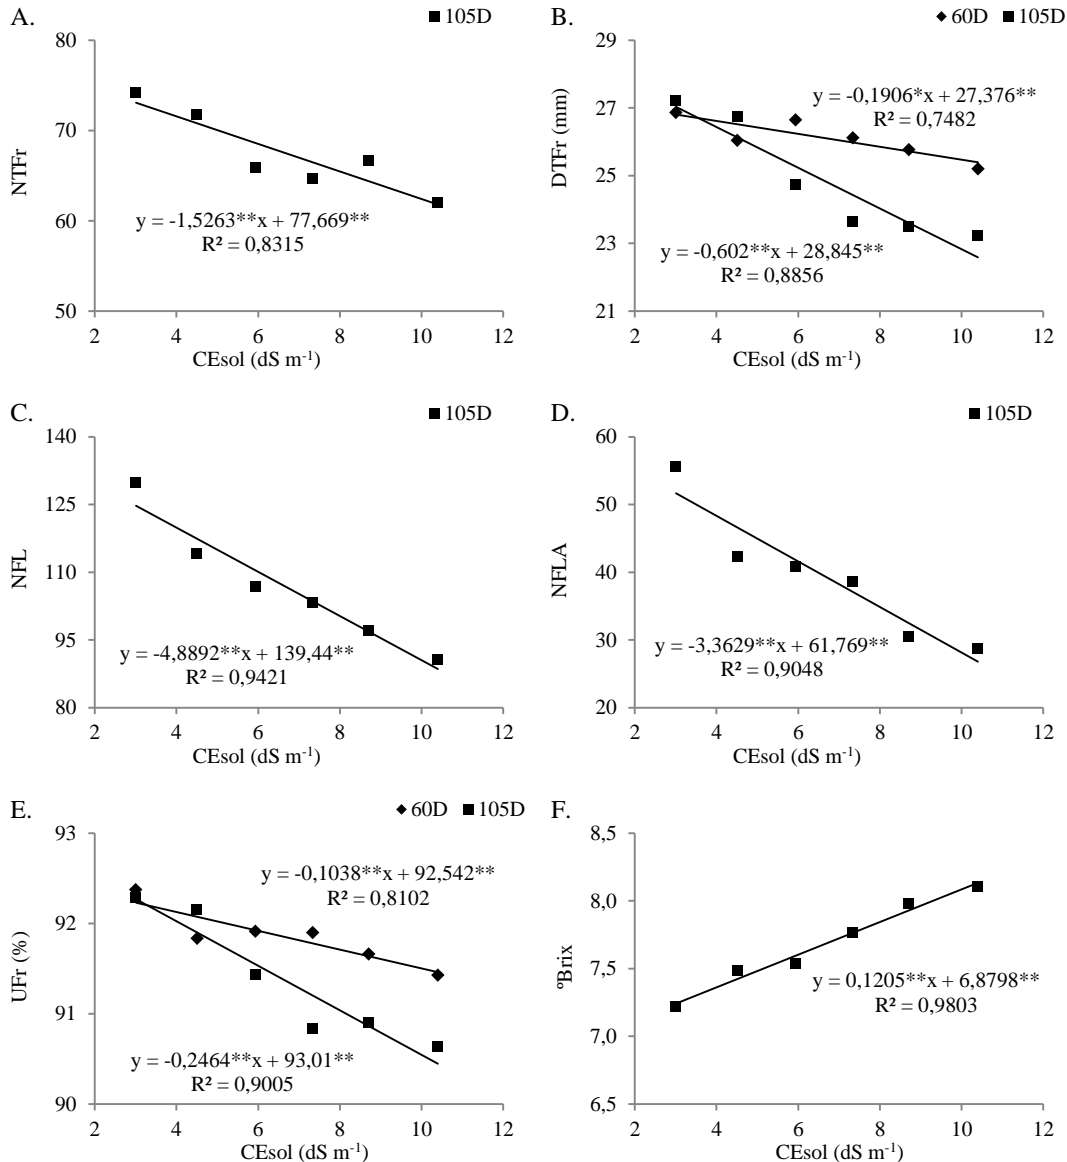 A.
105D
80
70
60
50
NTFr
y = -1,5263**x + 77,669**
R² = 0,8315
2 4 6 8 10 12
CEsol (dS m⁻¹)
B.
60D 105D
29
27
25
23
21
DTFr (mm)
y = -0,1906*x + 27,376**
R² = 0,7482
y = -0,602**x + 28,845**
R² = 0,8856
2 4 6 8 10 12
CEsol (dS m⁻¹)
C.
105D
140
125
110
95
80
NFL
y = -4,8892**x + 139,44**
R² = 0,9421
2 4 6 8 10 12
CEsol (dS m⁻¹)
D.
105D
60
50
40
30
20
NFLA
y = -3,3629**x + 61,769**
R² = 0,9048
2 4 6 8 10 12
CEsol (dS m⁻¹)
E.
60D 105D
93
92
91
90
UFr (%)
y = -0,1038**x + 92,542**
R² = 0,8102
y = -0,2464**x + 93,01**
R² = 0,9005
2 4 6 8 10 12
CEsol (dS m⁻¹)
F.
8,5
8,0
7,5
7,0
6,5
ºBrix
y = 0,1205**x + 6,8798**
R² = 0,9803
2 4 6 8 10 12
CEsol (dS m⁻¹)